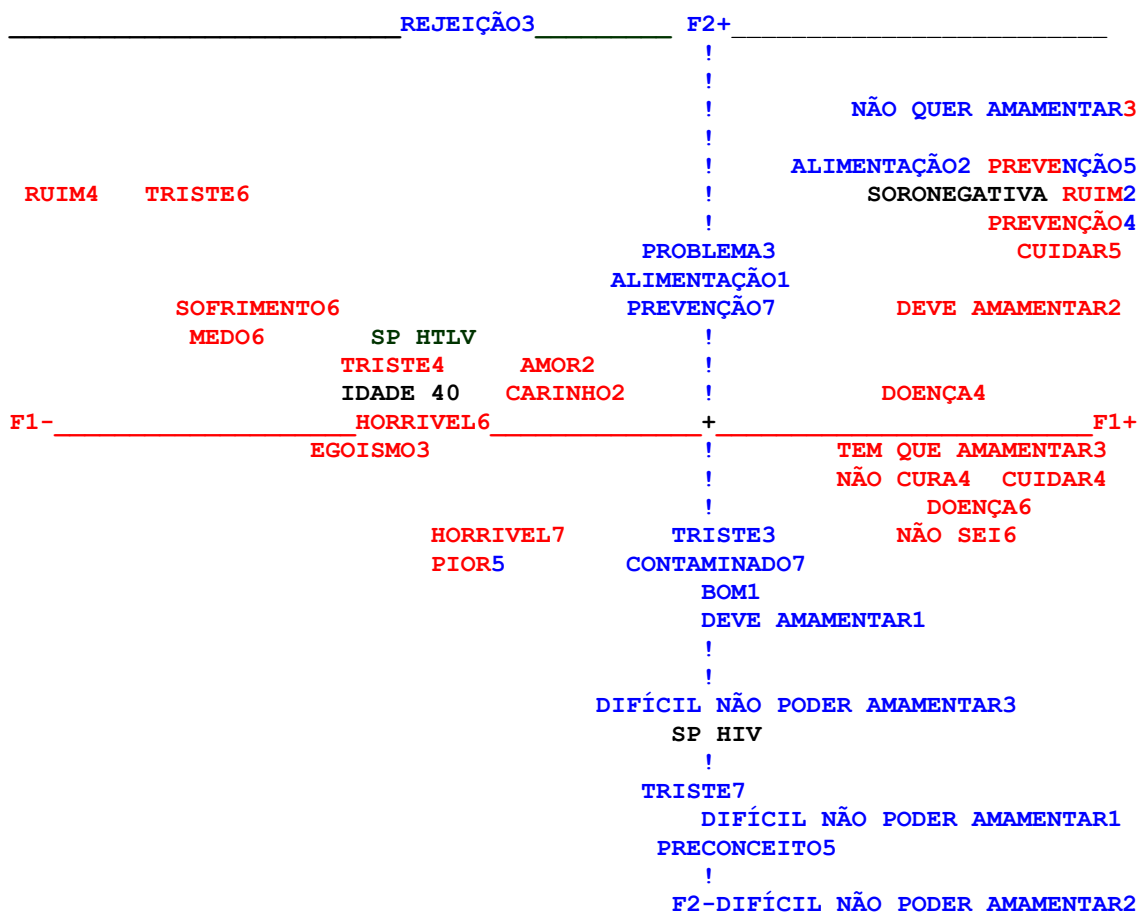 REJEIÇÃO3 F2+
!
!
! NÃO QUER AMAMENTAR3
!
! ALIMENTAÇÃO2 PREVENÇÃO5
RUIM4 TRISTE6 ! SORONEGATIVA RUIM2
! PREVENÇÃO4
PROBLEMA3 CUIDAR5
ALIMENTAÇÃO1
SOFRIMENTO6 PREVENÇÃO7 DEVE AMAMENTAR2
MEDO6 SP HTLV !
TRISTE4 AMOR2 !
IDADE 40 CARINHO2 ! DOENÇA4
F1- HORRIVEL6 + F1+
EGOISMO3 ! TEM QUE AMAMENTAR3
! NÃO CURA4 CUIDAR4
! DOENÇA6
HORRIVEL7 TRISTE3 NÃO SEI6
PIOR5 CONTAMINADO7
BOM1
DEVE AMAMENTAR1
!
!
DIFÍCIL NÃO PODER AMAMENTAR3
SP HIV
!
TRISTE7
DIFÍCIL NÃO PODER AMAMENTAR1
PRECONCEITO5
!
F2-DIFÍCIL NÃO PODER AMAMENTAR2